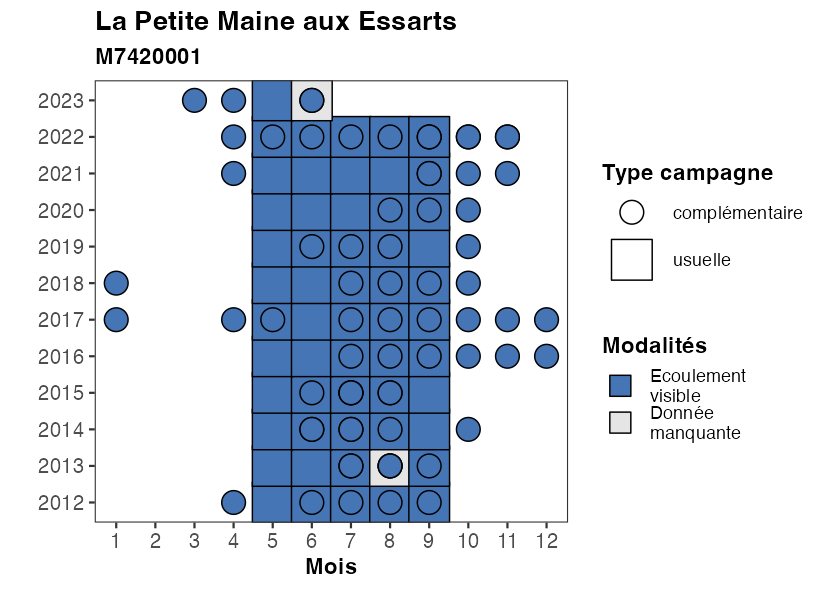 La Petite Maine aux Essarts
M7420001
2023
2022
2021
2020
2019
2018
2017
2016
2015
2014
2013
2012
1 2 3 4 5 6 7 8 9 10 11 12
Mois
Type campagne
complémentaire
usuelle
Modalités
Ecoulement
visible
Donnée
manquante